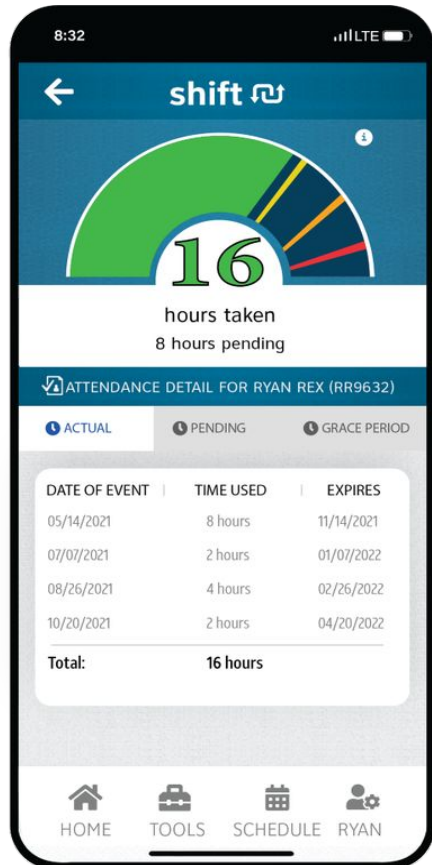 8:32 LTE
shift
i
16
hours taken
8 hours pending
ATTENDANCE DETAIL FOR RYAN REX (RR9632)
ACTUAL PENDING GRACE PERIOD
DATE OF EVENT TIME USED EXPIRES
05/14/2021 8 hours 11/14/2021
07/07/2021 2 hours 01/07/2022
08/26/2021 4 hours 02/26/2022
10/20/2021 2 hours 04/20/2022
Total: 16 hours
HOME TOOLS SCHEDULE RYAN